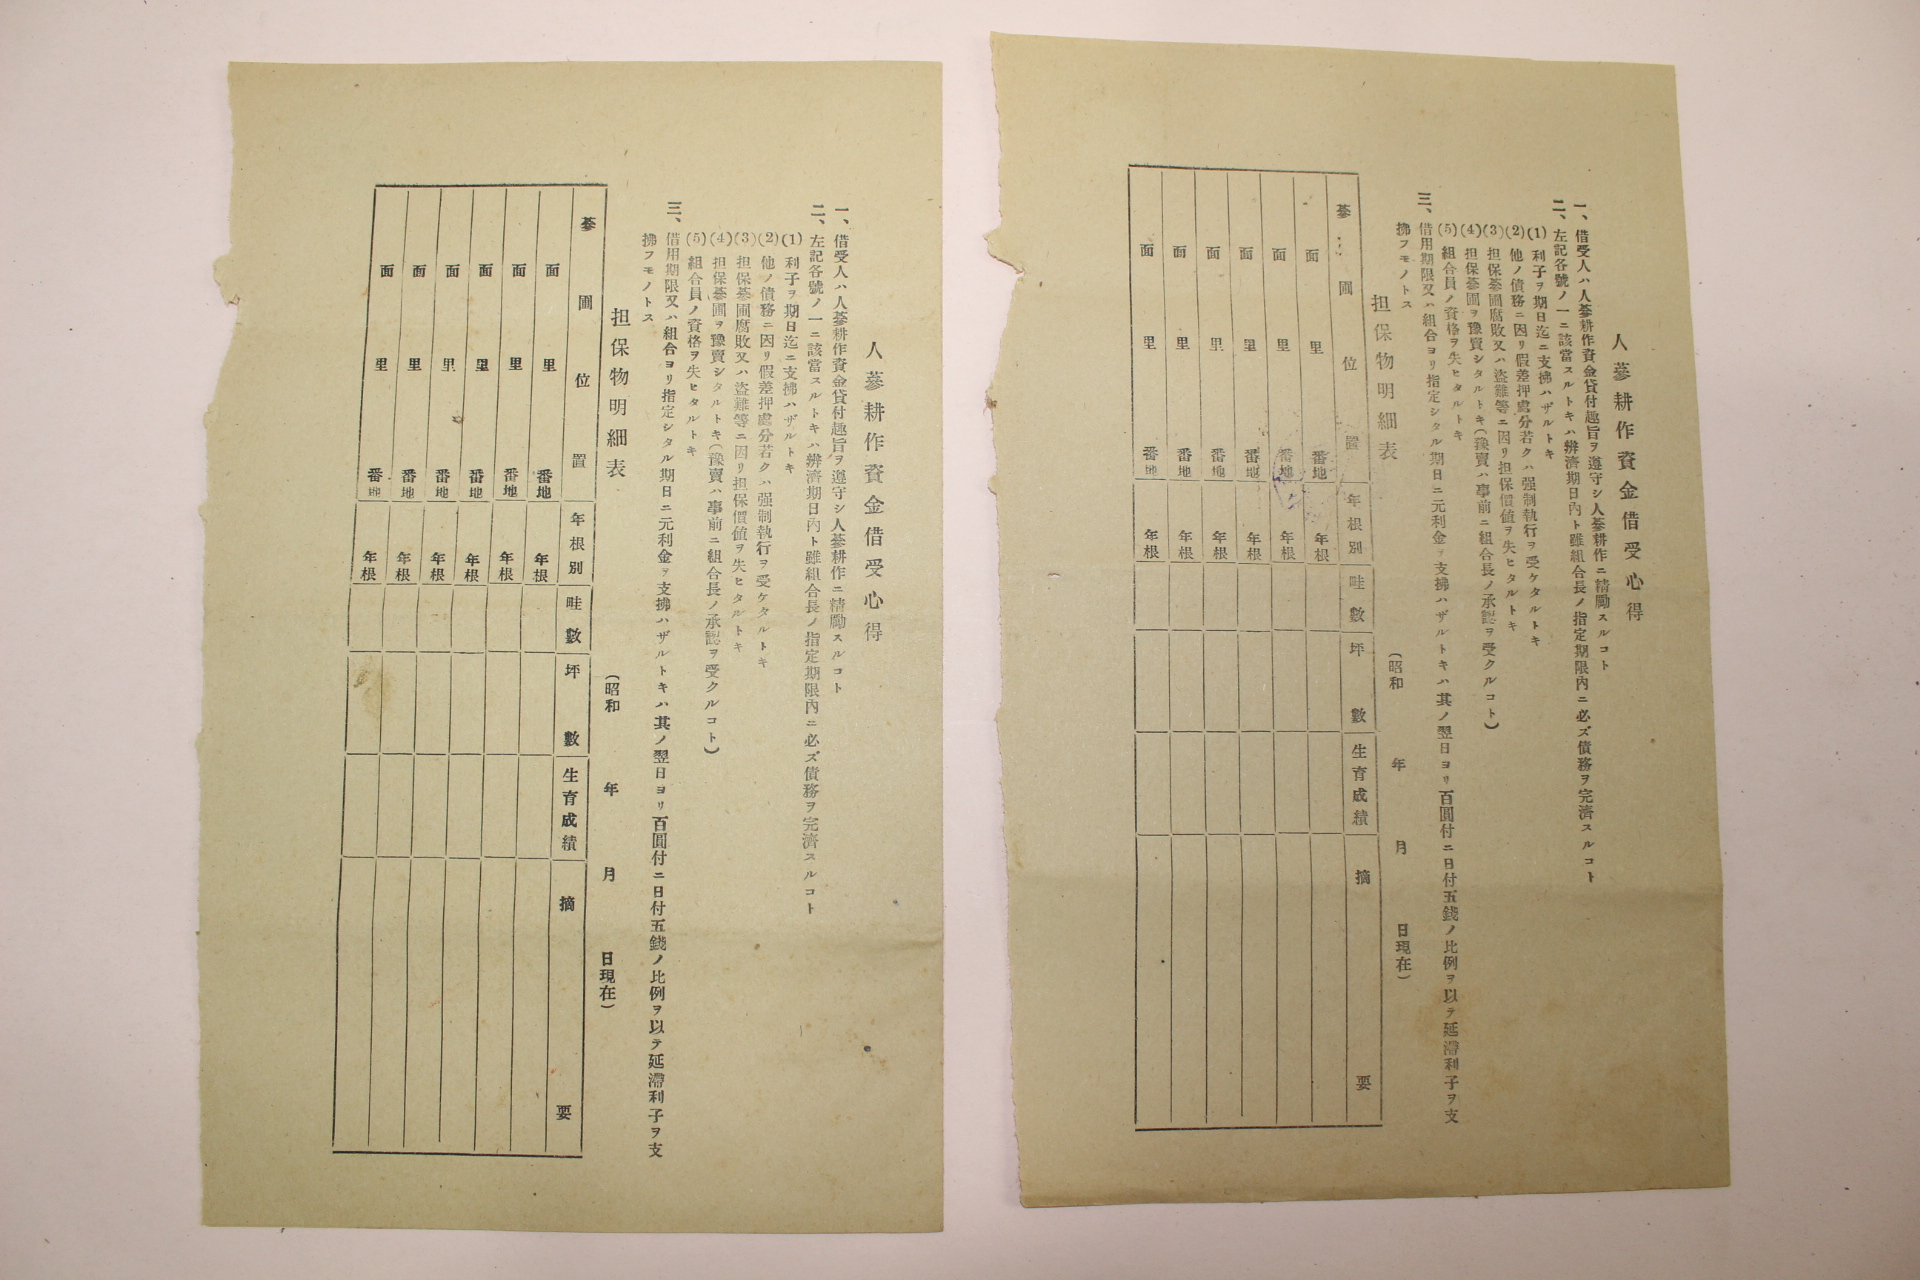 人蔘耕作資金借受心得
一、借受人ハ人蔘耕作資金貸付趣旨ヲ遵守シ人蔘耕作ニ精勵スルコト
二、左記各號ノ一ニ該當スルトキハ辨濟期日內ト雖組合長ノ指定期限內ニ必ズ債務ヲ完濟スルコト
(1)利子ヲ期日迄ニ支拂ハザルトキ
(2)他ノ債務ニ因リ假差押處分若クハ强制執行ヲ受ケタルトキ
(3)担保蔘圃腐敗又ハ盜難等ニ因リ担保價値ヲ失ヒタルトキ
(4)担保蔘圃ヲ豫賣シタルトキ(豫賣ハ事前ニ組合長ノ承認ヲ受クルコト)
(5)組合員ノ資格ヲ失ヒタルトキ
三、借用期限又ハ組合ヨリ指定シタル期日ニ元利金ヲ支拂ハザルトキハ其ノ翌日ヨリ百圓付ニ日付五錢ノ比例ヲ以テ延滯利子ヲ支
拂フモノトス
担保物明細表 (昭和 年 月 日現在)
蔘圃位置 年根別 畦數 坪數 生育成績 摘要
面 里 番地 年根
面 里 番地 年根
面 里 番地 年根
面 里 番地 年根
面 里 番地 年根
面 里 番地 年根
人蔘耕作資金借受心得
一、借受人ハ人蔘耕作資金貸付趣旨ヲ遵守シ人蔘耕作ニ精勵スルコト
二、左記各號ノ一ニ該當スルトキハ辨濟期日內ト雖組合長ノ指定期限內ニ必ズ債務ヲ完濟スルコト
(1)利子ヲ期日迄ニ支拂ハザルトキ
(2)他ノ債務ニ因リ假差押處分若クハ强制執行ヲ受ケタルトキ
(3)担保蔘圃腐敗又ハ盜難等ニ因リ担保價値ヲ失ヒタルトキ
(4)担保蔘圃ヲ豫賣シタルトキ(豫賣ハ事前ニ組合長ノ承認ヲ受クルコト)
(5)組合員ノ資格ヲ失ヒタルトキ
三、借用期限又ハ組合ヨリ指定シタル期日ニ元利金ヲ支拂ハザルトキハ其ノ翌日ヨリ百圓付ニ日付五錢ノ比例ヲ以テ延滯利子ヲ支
拂フモノトス
担保物明細表 (昭和 年 月 日現在)
蔘圃位置 年根別 畦數 坪數 生育成績 摘要
面 里 番地 年根
面 里 番地 年根
面 里 番地 年根
面 里 番地 年根
面 里 番地 年根
面 里 番地 年根